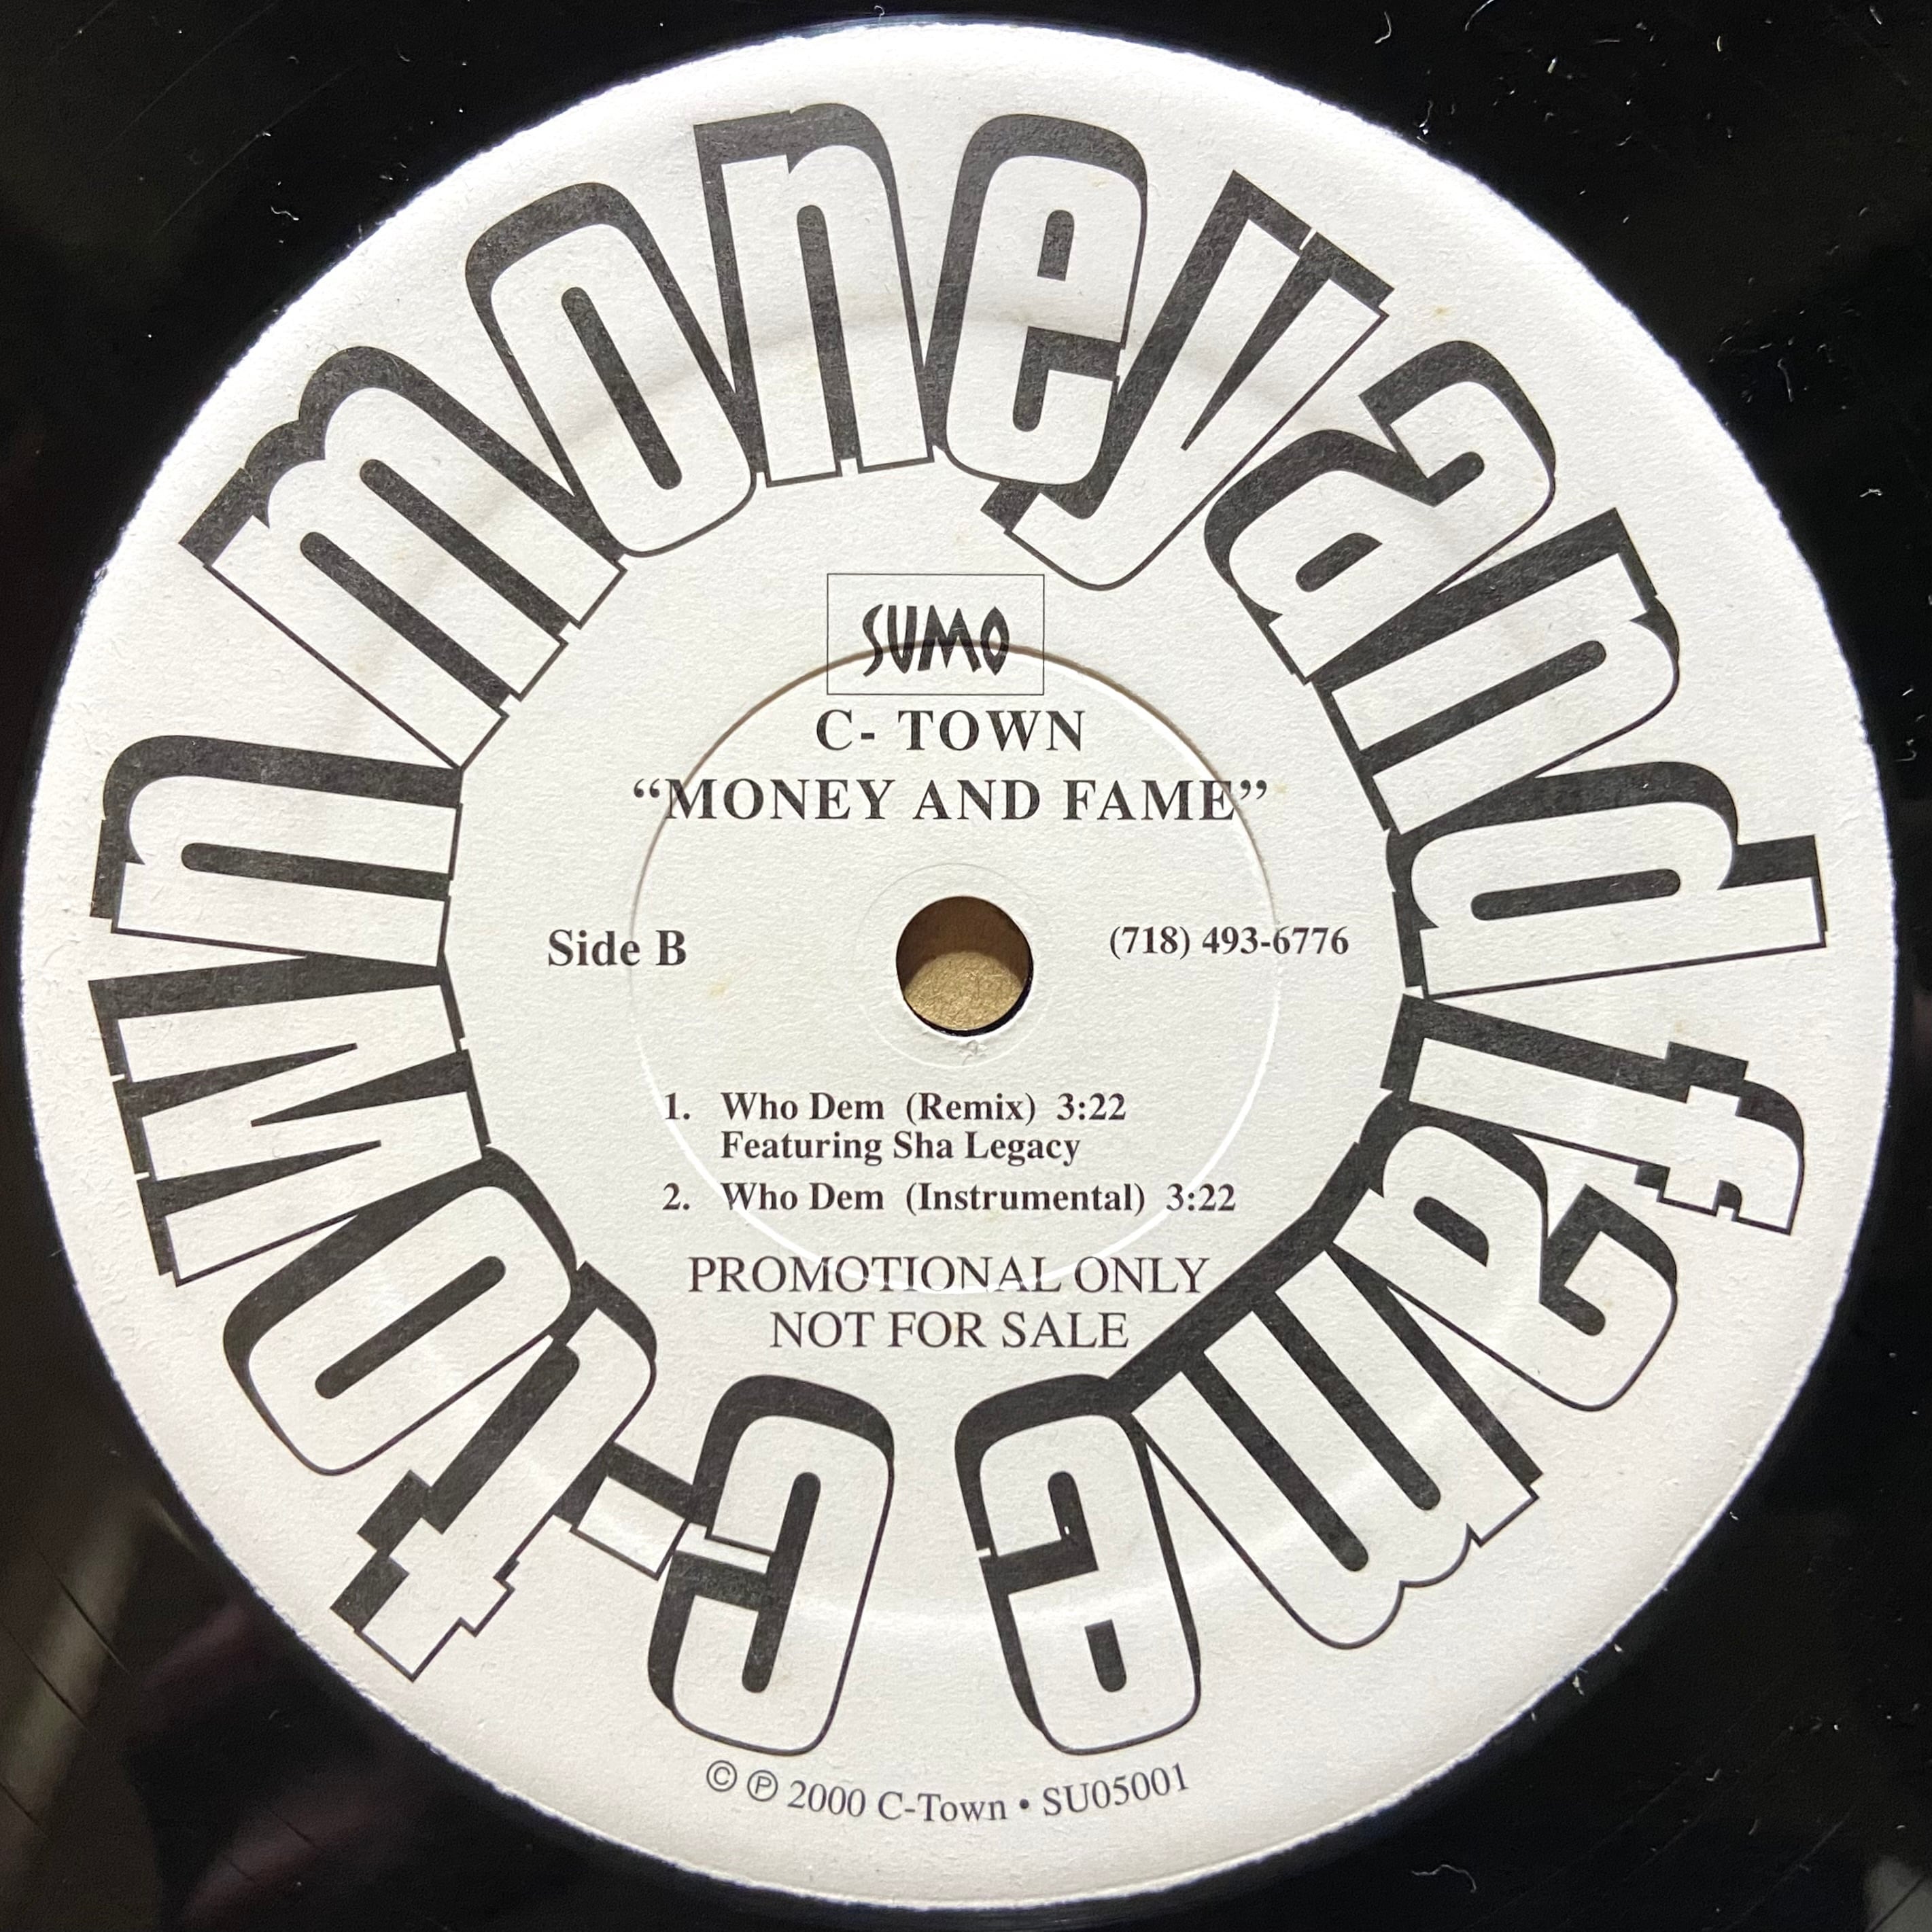 c-town money and fame
SUMO
C- TOWN
“MONEY AND FAME”
Side B
(718) 493-6776
1. Who Dem (Remix) 3:22
Featuring Sha Legacy
2. Who Dem (Instrumental) 3:22
PROMOTIONAL ONLY
NOT FOR SALE
© ℗ 2000 C-Town • SU05001